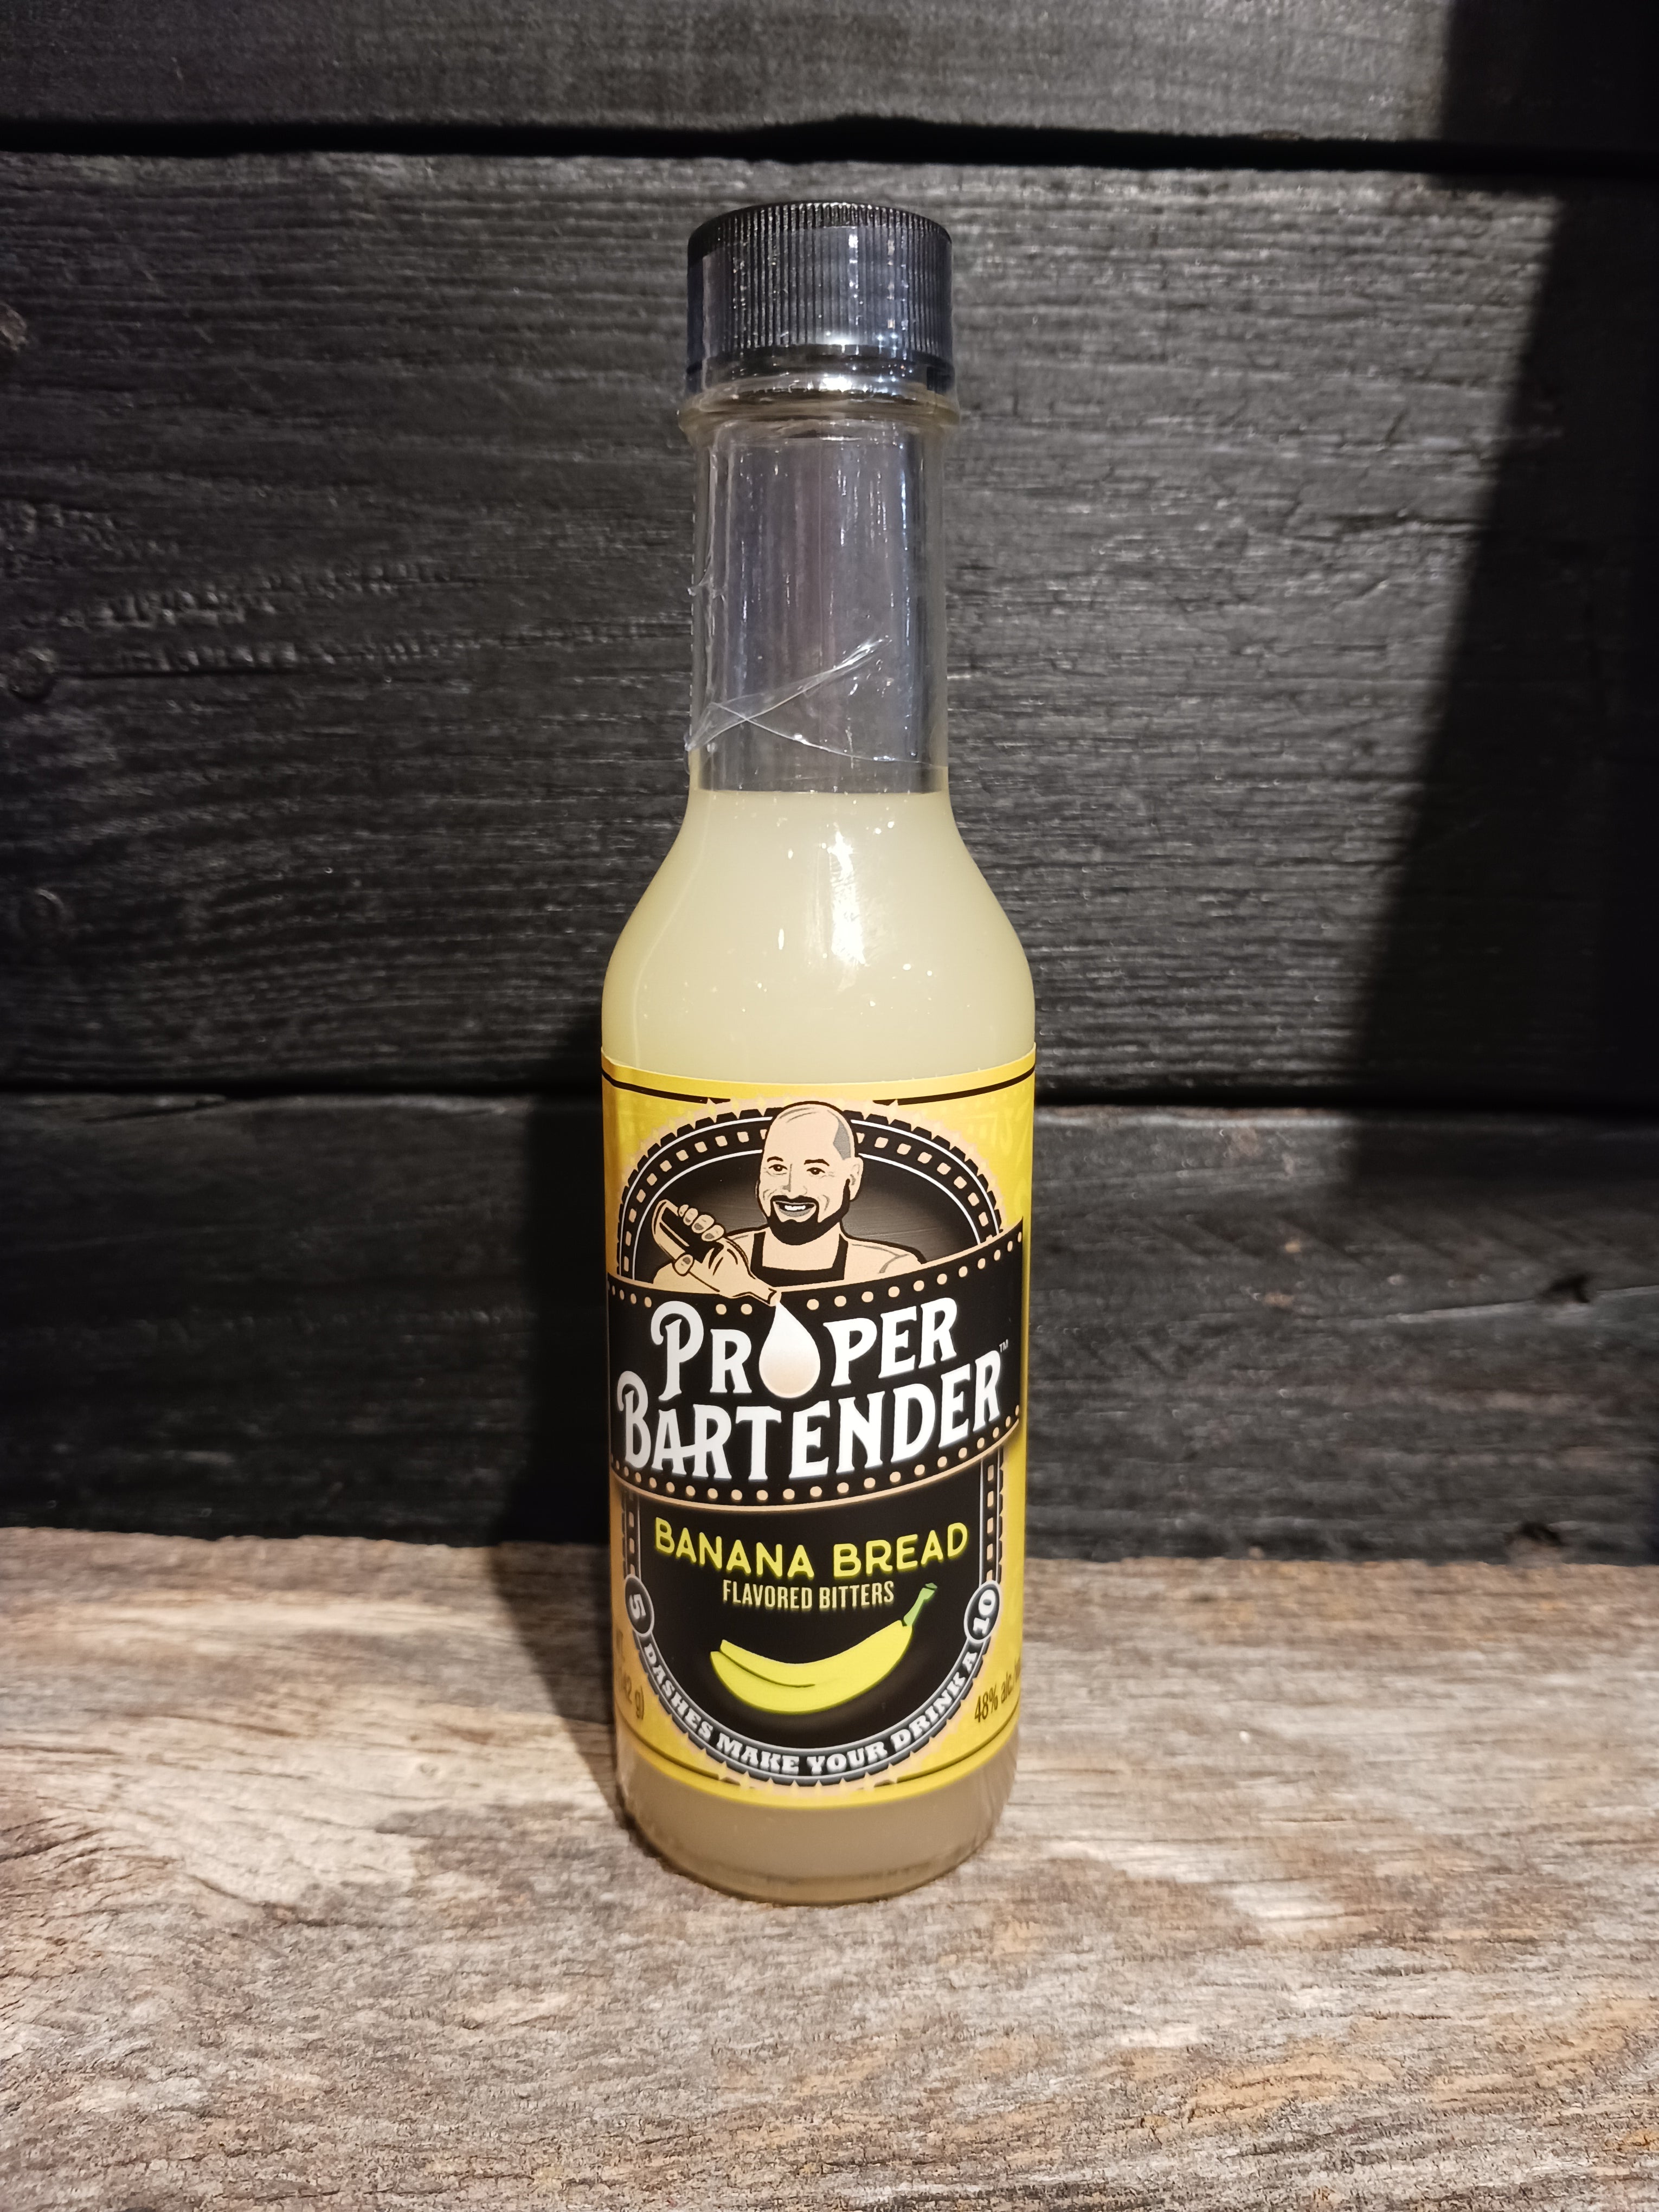 PROPER
BARTENDER™
BANANA BREAD
FLAVORED BITTERS
5 DASHES MAKE YOUR DRINK A 10
48% alc.